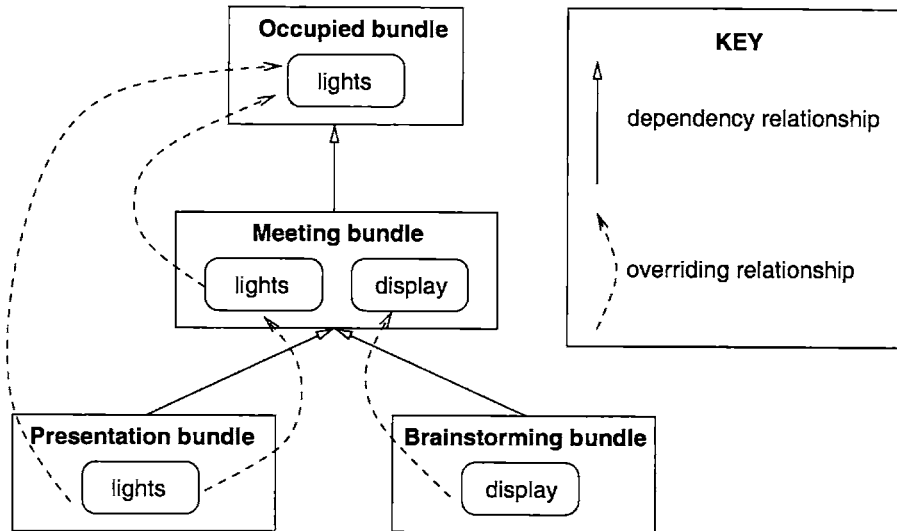 Occupied bundle
lights
Meeting bundle
lights
display
Presentation bundle
lights
Brainstorming bundle
display
KEY
dependency relationship
overriding relationship